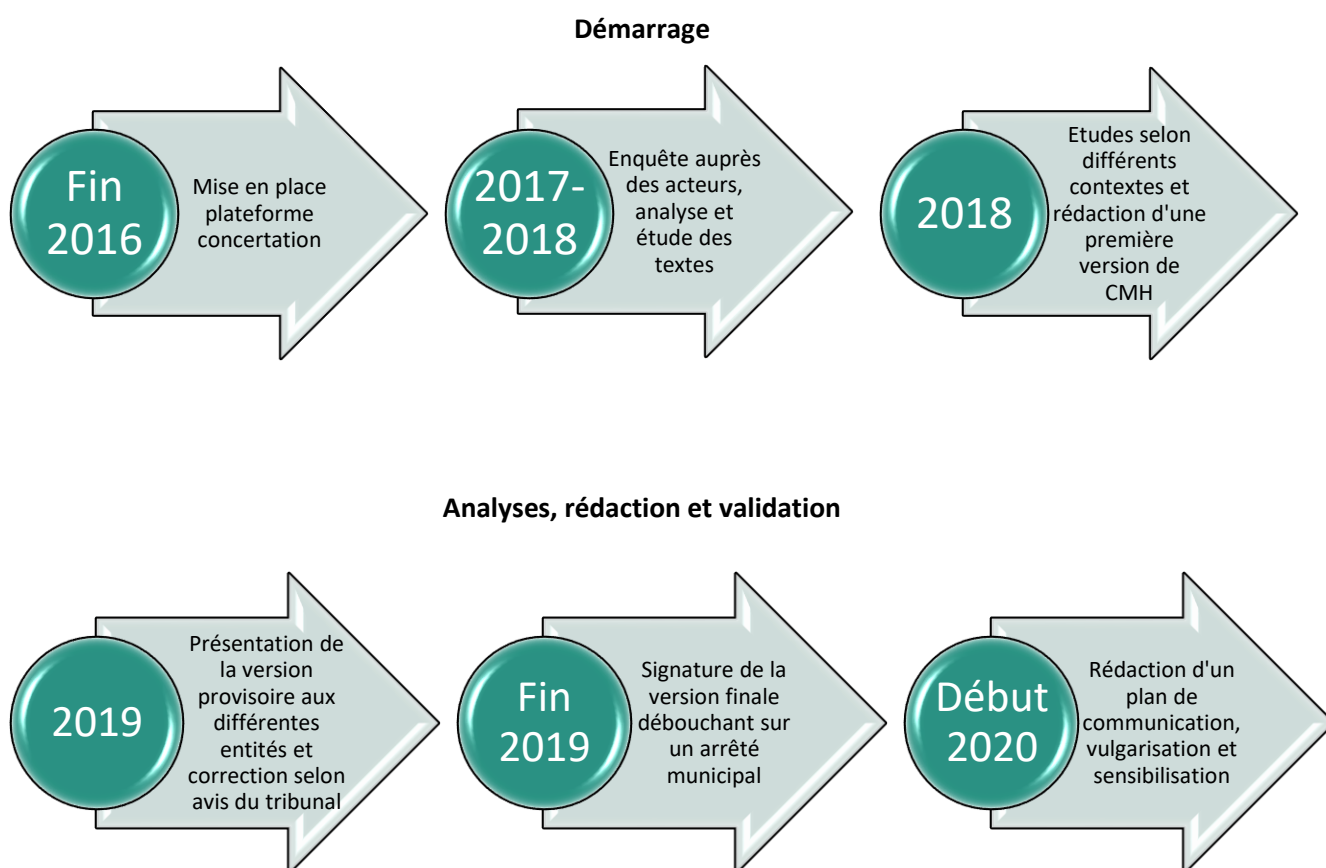 Démarrage
Fin
2016
Mise en place
plateforme
concertation
2017-
2018
Enquête auprès
des acteurs,
analyse et
étude des
textes
2018
Etudes selon
différents
contextes et
rédaction d'une
première
version de
CMH
Analyses, rédaction et validation
2019
Présentation de
la version
provisoire aux
différentes
entités et
correction selon
avis du tribunal
Fin
2019
Signature de la
version finale
débouchant sur
un arrêté
municipal
Début
2020
Rédaction d'un
plan de
communication,
vulgarisation et
sensibilisation